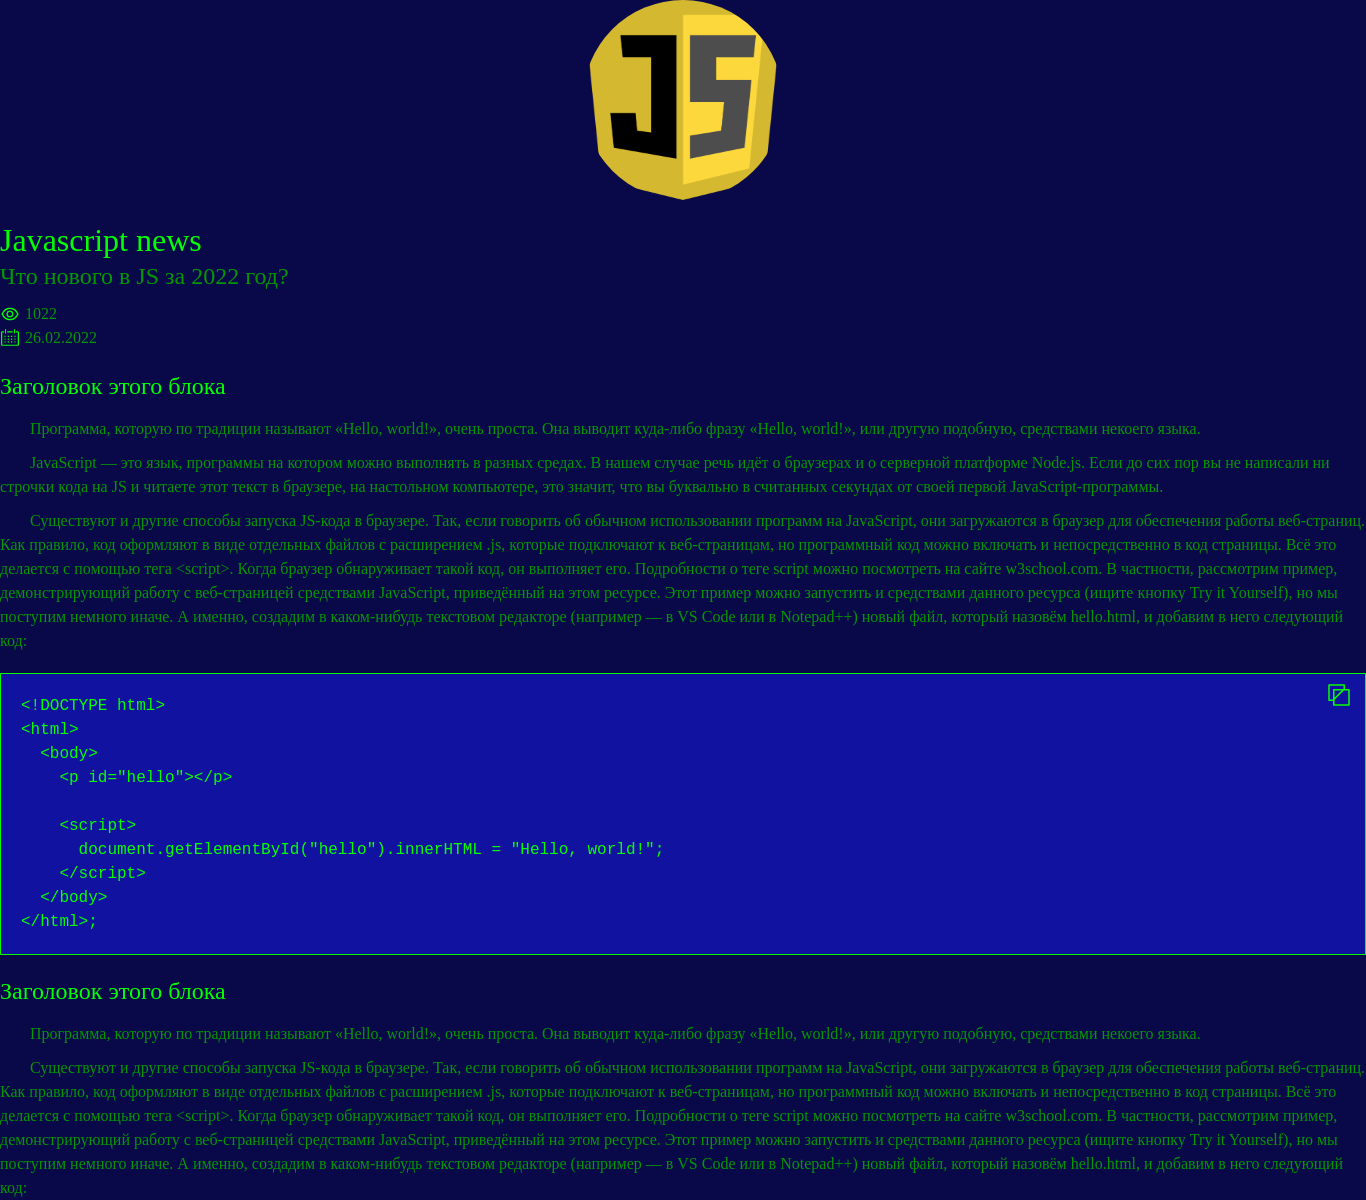 JS
Javascript news
Что нового в JS за 2022 год?
1022
26.02.2022
Заголовок этого блока
Программа, которую по традиции называют «Hello, world!», очень проста. Она выводит куда-либо фразу «Hello, world!», или другую подобную, средствами некоего языка.
JavaScript — это язык, программы на котором можно выполнять в разных средах. В нашем случае речь идёт о браузерах и о серверной платформе Node.js. Если до сих пор вы не написали ни
строчки кода на JS и читаете этот текст в браузере, на настольном компьютере, это значит, что вы буквально в считанных секундах от своей первой JavaScript-программы.
Существуют и другие способы запуска JS-кода в браузере. Так, если говорить об обычном использовании программ на JavaScript, они загружаются в браузер для обеспечения работы веб-страниц.
Как правило, код оформляют в виде отдельных файлов с расширением .js, которые подключают к веб-страницам, но программный код можно включать и непосредственно в код страницы. Всё это
делается с помощью тега <script>. Когда браузер обнаруживает такой код, он выполняет его. Подробности о теге script можно посмотреть на сайте w3school.com. В частности, рассмотрим пример,
демонстрирующий работу с веб-страницей средствами JavaScript, приведённый на этом ресурсе. Этот пример можно запустить и средствами данного ресурса (ищите кнопку Try it Yourself), но мы
поступим немного иначе. А именно, создадим в каком-нибудь текстовом редакторе (например — в VS Code или в Notepad++) новый файл, который назовём hello.html, и добавим в него следующий
код:
<!DOCTYPE html>
<html>
  <body>
    <p id="hello"></p>
    <script>
      document.getElementById("hello").innerHTML = "Hello, world!";
    </script>
  </body>
</html>;
Заголовок этого блока
Программа, которую по традиции называют «Hello, world!», очень проста. Она выводит куда-либо фразу «Hello, world!», или другую подобную, средствами некоего языка.
Существуют и другие способы запуска JS-кода в браузере. Так, если говорить об обычном использовании программ на JavaScript, они загружаются в браузер для обеспечения работы веб-страниц.
Как правило, код оформляют в виде отдельных файлов с расширением .js, которые подключают к веб-страницам, но программный код можно включать и непосредственно в код страницы. Всё это
делается с помощью тега <script>. Когда браузер обнаруживает такой код, он выполняет его. Подробности о теге script можно посмотреть на сайте w3school.com. В частности, рассмотрим пример,
демонстрирующий работу с веб-страницей средствами JavaScript, приведённый на этом ресурсе. Этот пример можно запустить и средствами данного ресурса (ищите кнопку Try it Yourself), но мы
поступим немного иначе. А именно, создадим в каком-нибудь текстовом редакторе (например — в VS Code или в Notepad++) новый файл, который назовём hello.html, и добавим в него следующий
код: